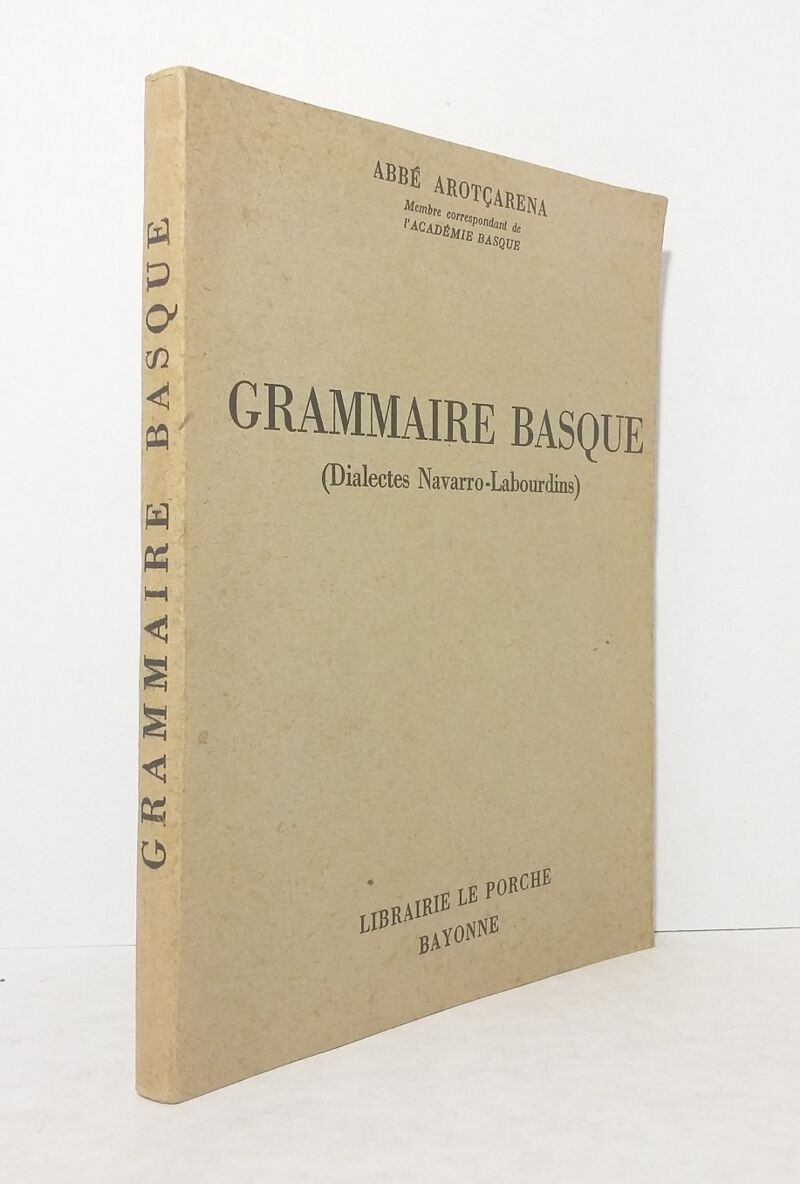 GRAMMAIRE BASQUE
ABBÉ AROTÇARENA
Membre correspondant de
l'ACADÉMIE BASQUE
GRAMMAIRE BASQUE
(Dialectes Navarro-Labourdins)
LIBRAIRIE LE PORCHE
BAYONNE